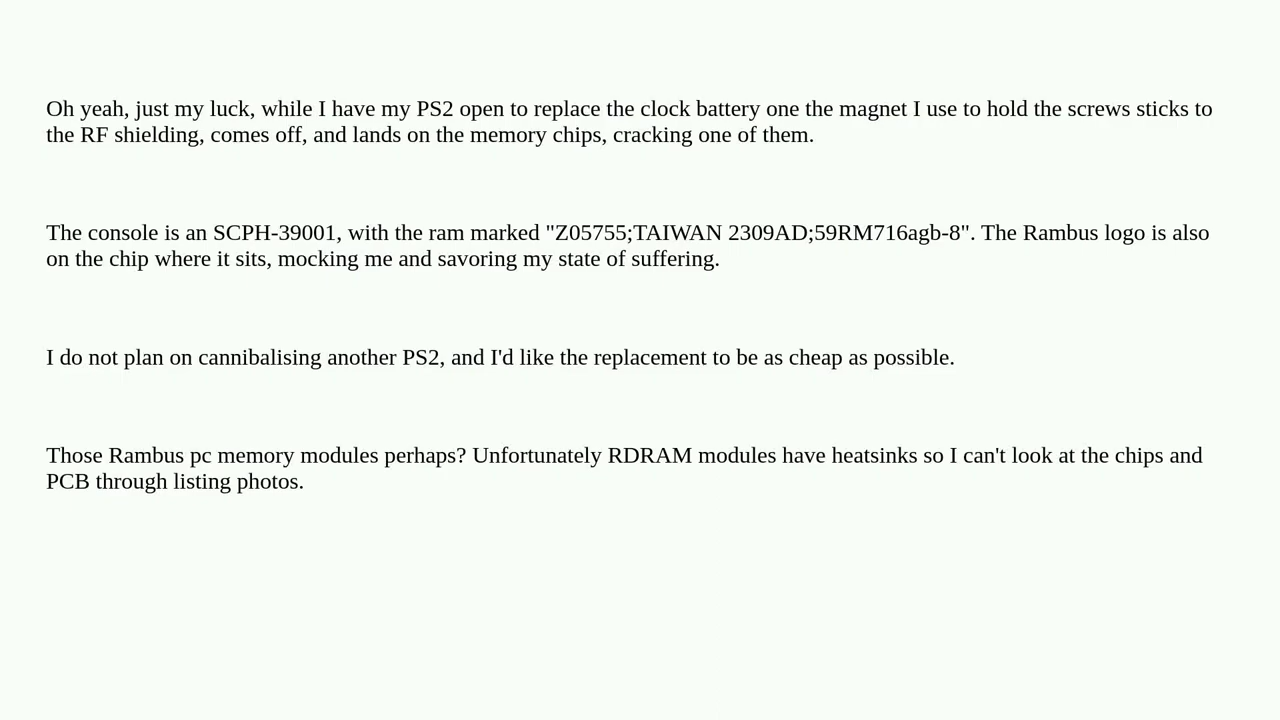 Oh yeah, just my luck, while I have my PS2 open to replace the clock battery one the magnet I use to hold the screws sticks to
the RF shielding, comes off, and lands on the memory chips, cracking one of them.
The console is an SCPH-39001, with the ram marked "Z05755;TAIWAN 2309AD;59RM716agb-8". The Rambus logo is also
on the chip where it sits, mocking me and savoring my state of suffering.
I do not plan on cannibalising another PS2, and I'd like the replacement to be as cheap as possible.
Those Rambus pc memory modules perhaps? Unfortunately RDRAM modules have heatsinks so I can't look at the chips and
PCB through listing photos.